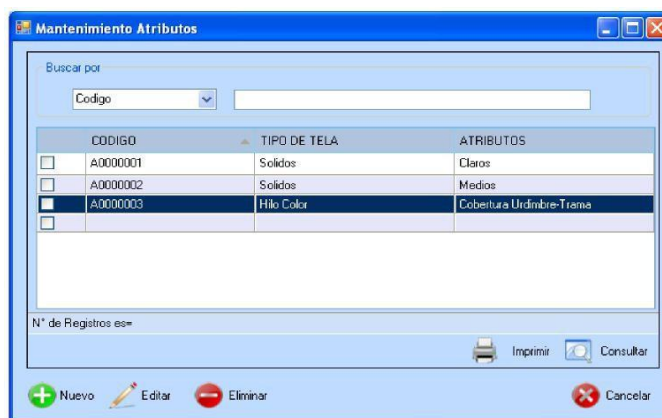 Mantenimiento Atributos
Buscar por
Codigo
CODIGO TIPO DE TELA ATRIBUTOS
A0000001 Solidos Claros
A0000002 Solidos Medios
A0000003 Hilo Color Cobertura Urdimbre-Trama
N° de Registros es=
Imprimir Consultar
Nuevo Editar Eliminar Cancelar